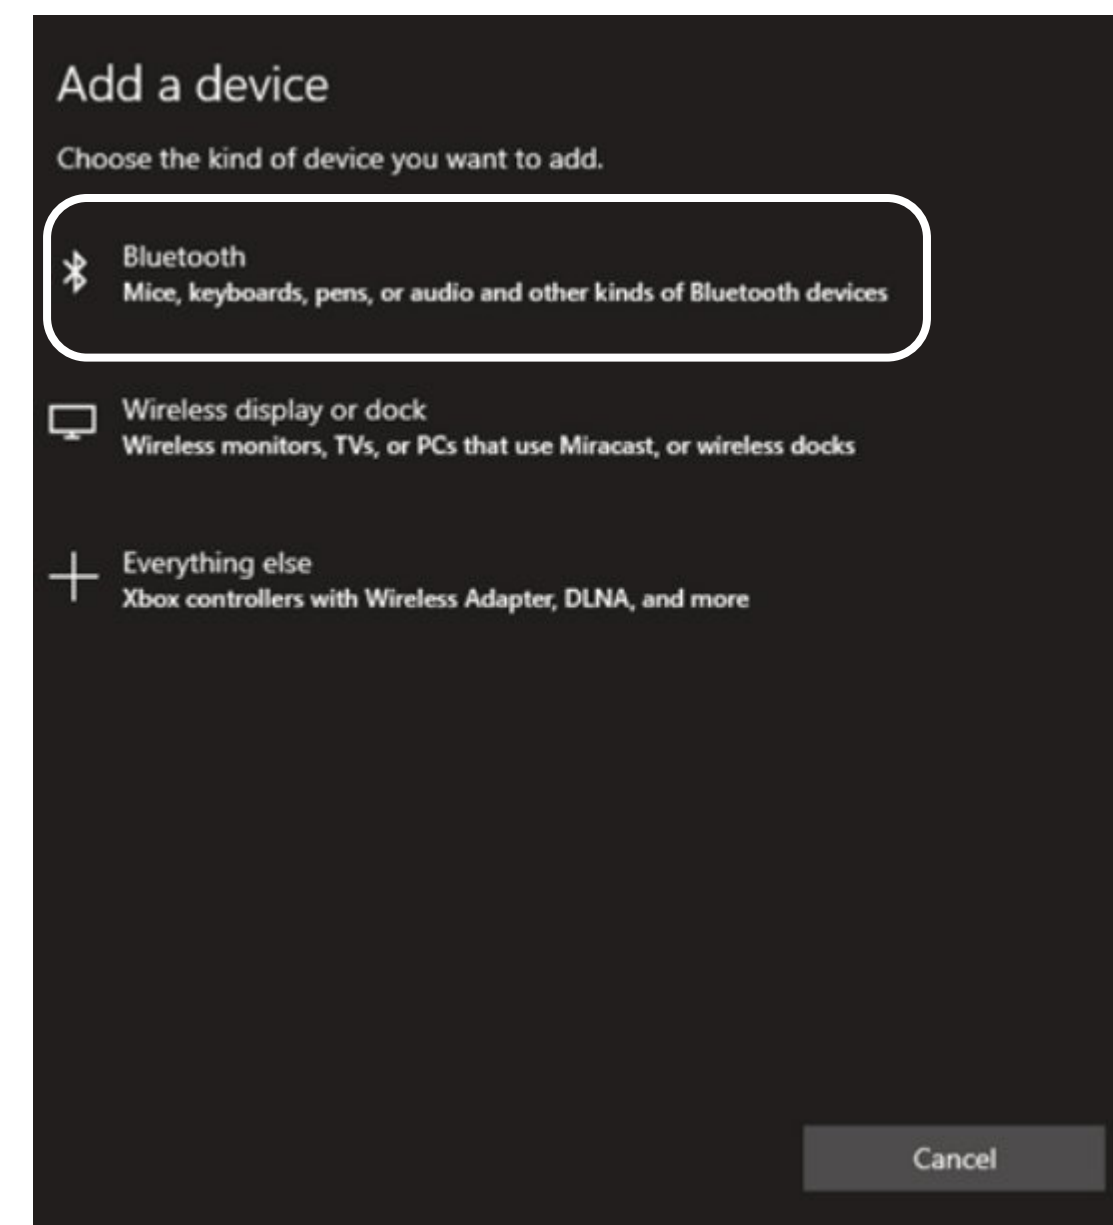 Add a device
Choose the kind of device you want to add.
Bluetooth
Mice, keyboards, pens, or audio and other kinds of Bluetooth devices
Wireless display or dock
Wireless monitors, TVs, or PCs that use Miracast, or wireless docks
Everything else
Xbox controllers with Wireless Adapter, DLNA, and more
Cancel